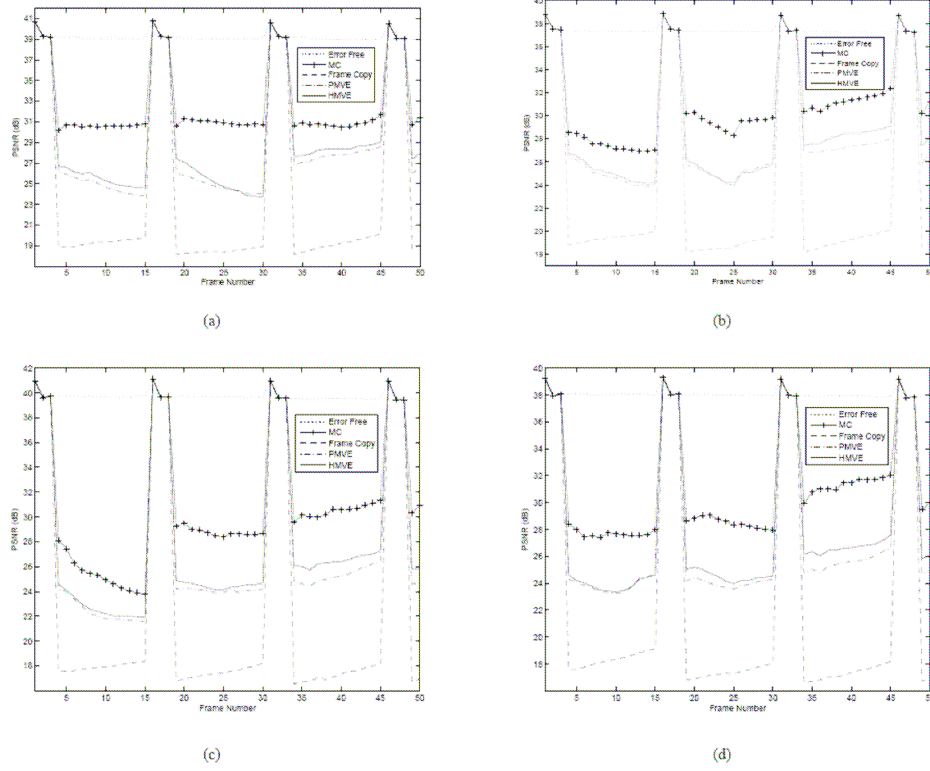 41
39
37
35
33
31
29
27
25
23
21
19
PSNR (dB)
5 10 15 20 25 30 35 40 45 50
Frame Number
Error Free
MC
Frame Copy
PMVE
HMVE
(a)
38
36
34
32
30
28
26
24
22
20
18
PSNR (dB)
5 10 15 20 25 30 35 40 45 50
Frame Number
Error Free
MC
Frame Copy
PMVE
HMVE
(b)
42
40
38
36
34
32
30
28
26
24
22
20
18
PSNR (dB)
5 10 15 20 25 30 35 40 45 50
Frame Number
Error Free
MC
Frame Copy
PMVE
HMVE
(c)
40
38
36
34
32
30
28
26
24
22
20
18
PSNR (dB)
5 10 15 20 25 30 35 40 45 50
Frame Number
Error Free
MC
Frame Copy
PMVE
HMVE
(d)